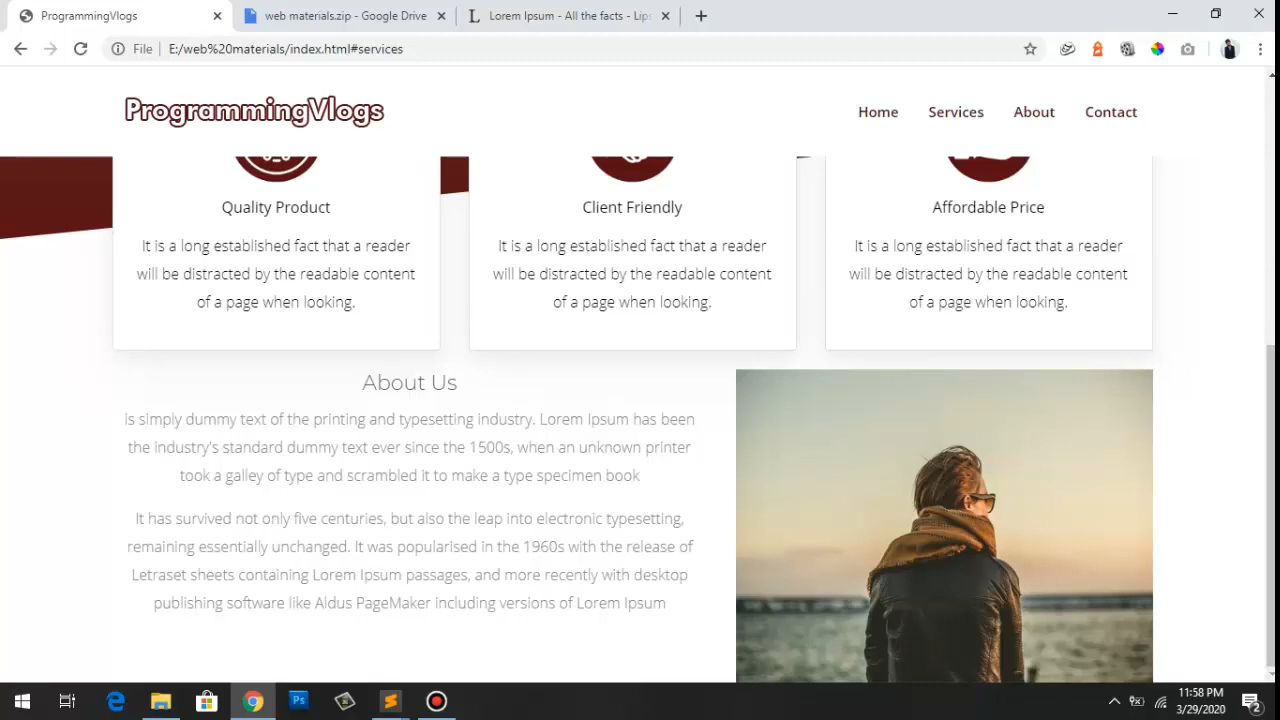 ProgrammingVlogs
web materials.zip - Google Drive
Lorem Ipsum - All the facts - Lips
File
E:/web%20materials/index.html#services
ProgrammingVlogs
Home
Services
About
Contact
Quality Product
It is a long established fact that a reader
will be distracted by the readable content
of a page when looking.
Client Friendly
It is a long established fact that a reader
will be distracted by the readable content
of a page when looking.
Affordable Price
It is a long established fact that a reader
will be distracted by the readable content
of a page when looking.
About Us
is simply dummy text of the printing and typesetting industry. Lorem Ipsum has been
the industry's standard dummy text ever since the 1500s, when an unknown printer
took a galley of type and scrambled it to make a type specimen book
It has survived not only five centuries, but also the leap into electronic typesetting,
remaining essentially unchanged. It was popularised in the 1960s with the release of
Letraset sheets containing Lorem Ipsum passages, and more recently with desktop
publishing software like Aldus PageMaker including versions of Lorem Ipsum
Ps
11:58 PM
3/29/2020
2